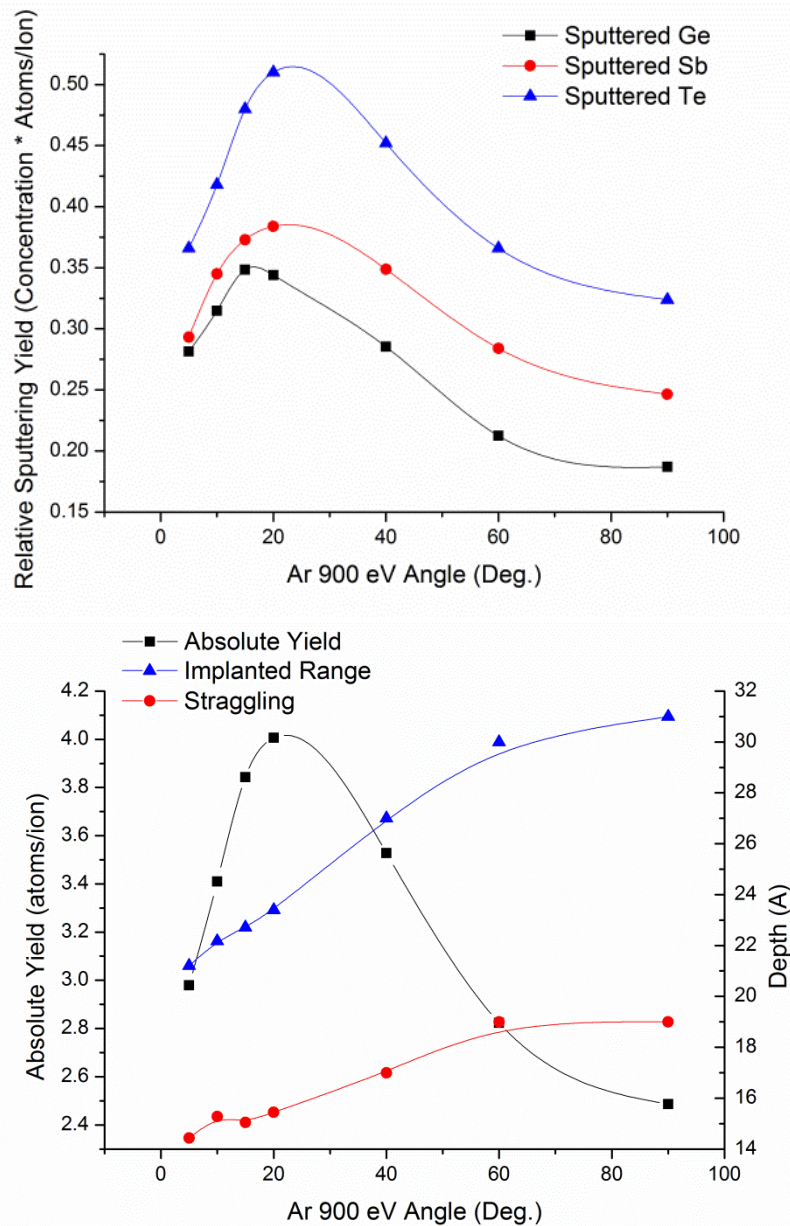 Sputtered Ge
Sputtered Sb
Sputtered Te
Relative Sputtering Yield (Concentration * Atoms/Ion)
0.50
0.45
0.40
0.35
0.30
0.25
0.20
0.15
0 20 40 60 80 100
Ar 900 eV Angle (Deg.)
Absolute Yield
Implanted Range
Straggling
Absolute Yield (atoms/ion)
4.2
4.0
3.8
3.6
3.4
3.2
3.0
2.8
2.6
2.4
32
30
28
26
24
22
20
18
16
14
Depth (A)
0 20 40 60 80 100
Ar 900 eV Angle (Deg.)